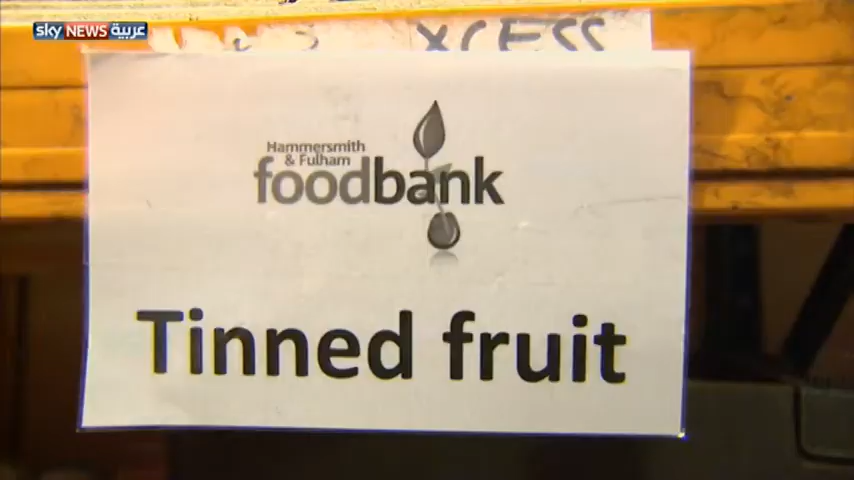 sky NEWS عربية
XCESS
Hammersmith
& Fulham
foodbank
Tinned fruit